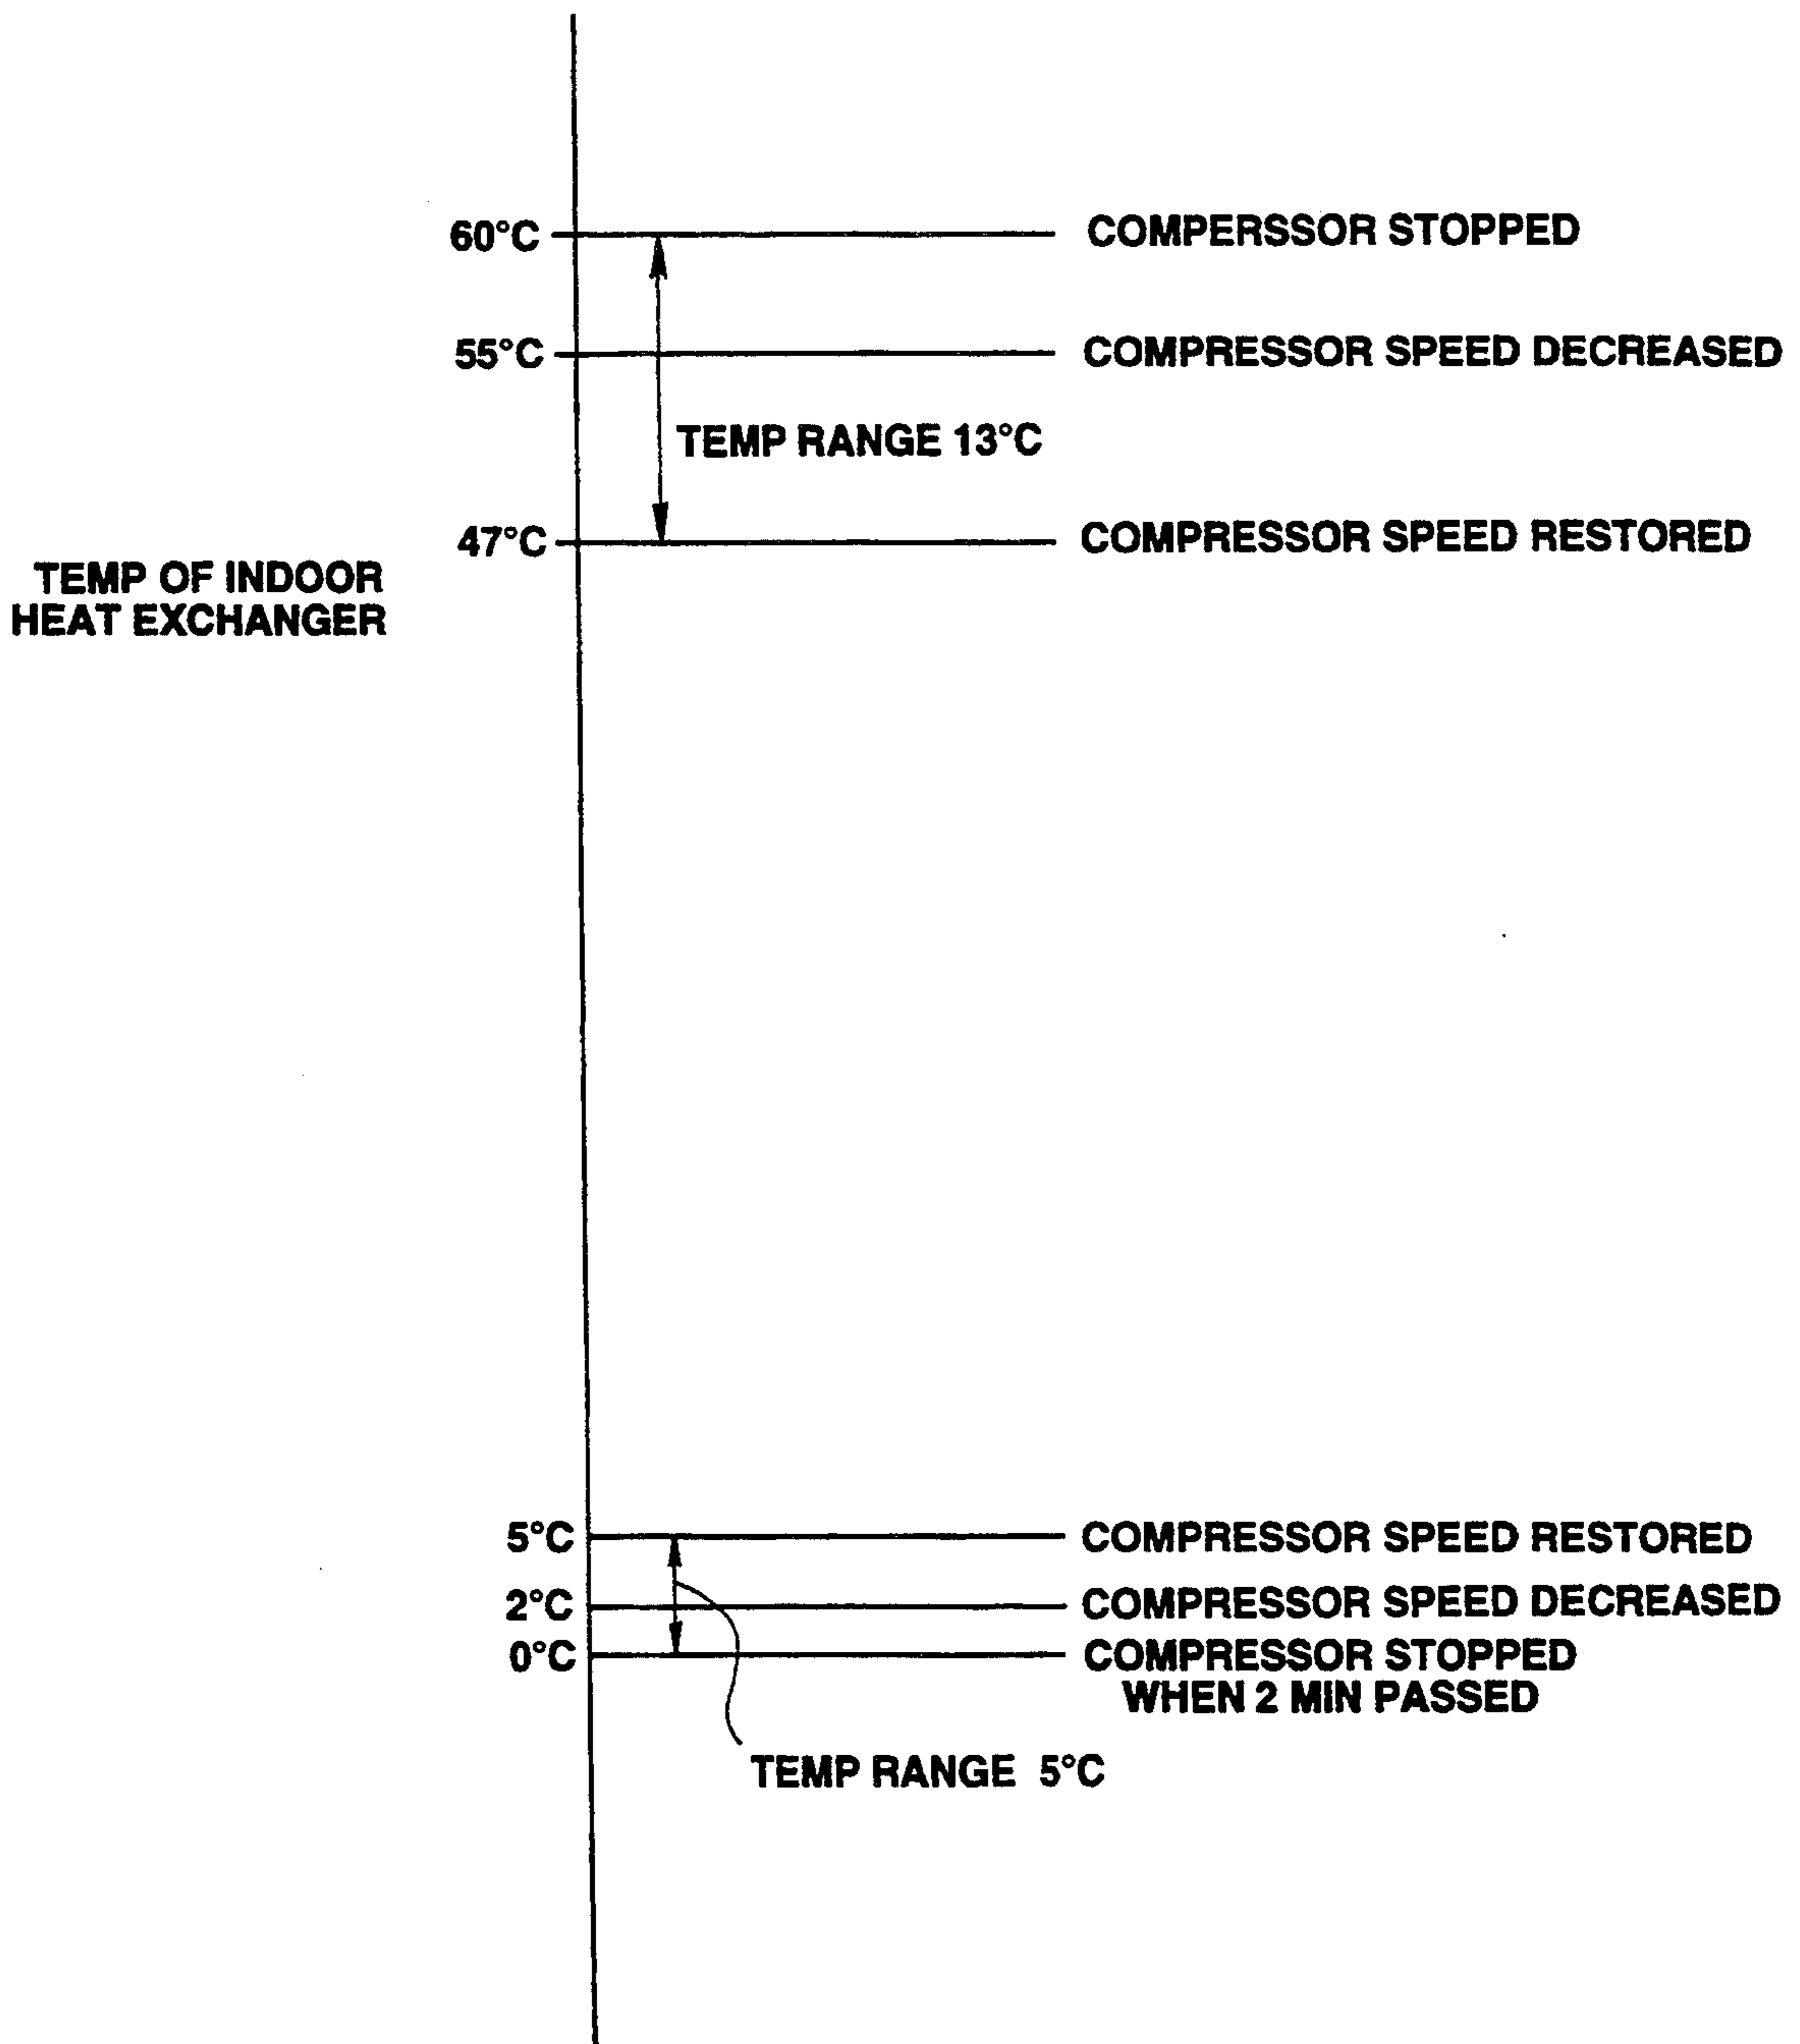 60°C COMPERSSOR STOPPED
55°C COMPRESSOR SPEED DECREASED
TEMP RANGE 13°C
47°C COMPRESSOR SPEED RESTORED
TEMP OF INDOOR
HEAT EXCHANGER
5°C COMPRESSOR SPEED RESTORED
2°C COMPRESSOR SPEED DECREASED
0°C COMPRESSOR STOPPED
WHEN 2 MIN PASSED
TEMP RANGE 5°C